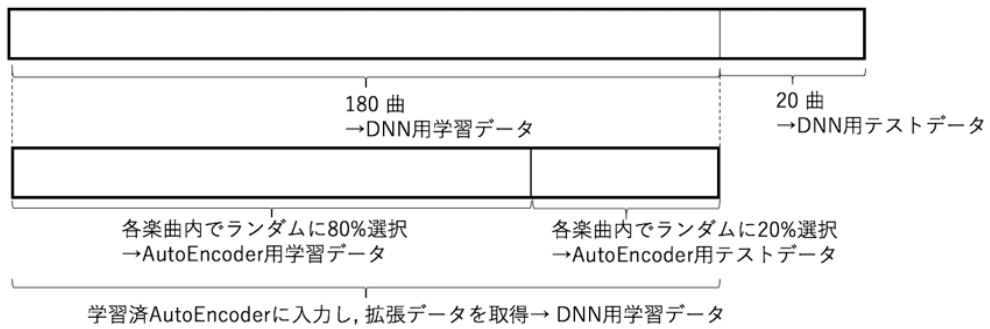 180 曲
→DNN用学習データ
20 曲
→DNN用テストデータ
各楽曲内でランダムに80%選択
→AutoEncoder用学習データ
各楽曲内でランダムに20%選択
→AutoEncoder用テストデータ
学習済AutoEncoderに入力し, 拡張データを取得→ DNN用学習データ